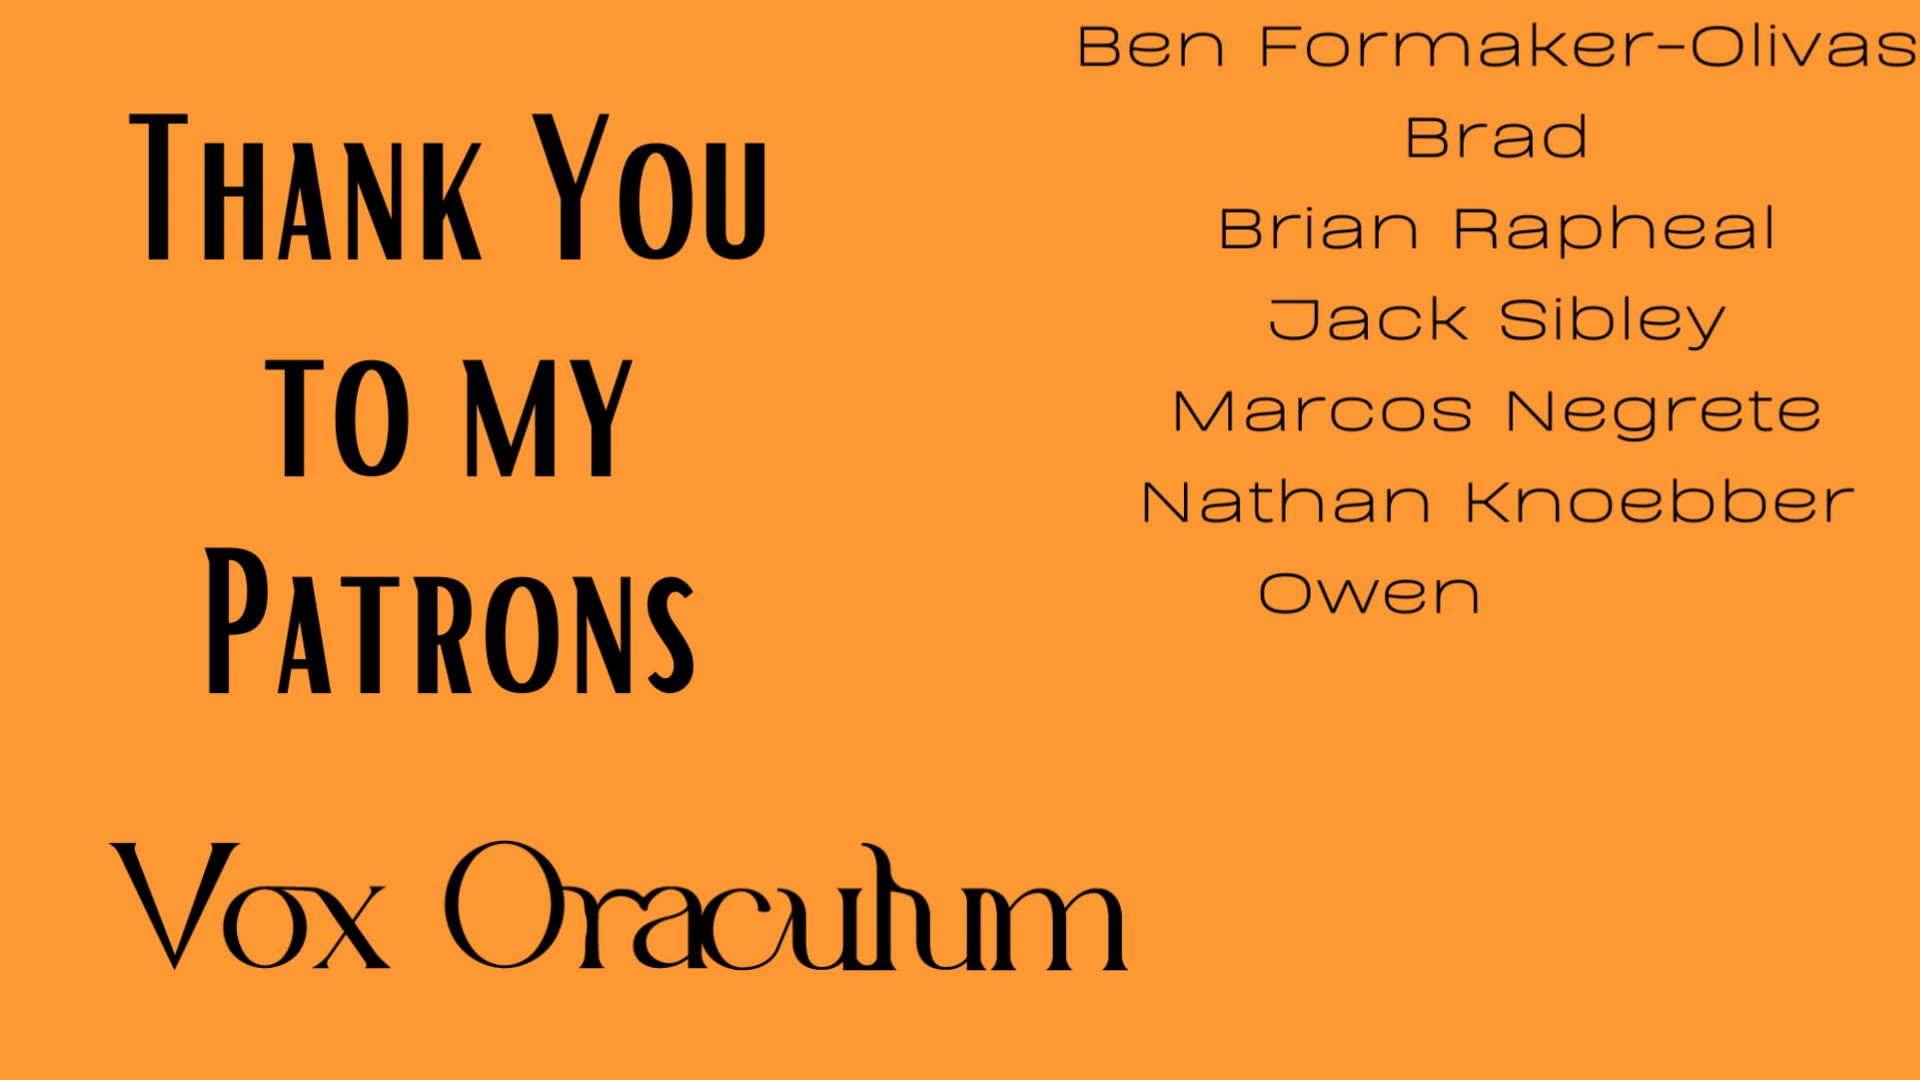 Thank You
to my
Patrons
Vox Oraculum
Ben Formaker-Olivas
Brad
Brian Rapheal
Jack Sibley
Marcos Negrete
Nathan Knoebber
Owen